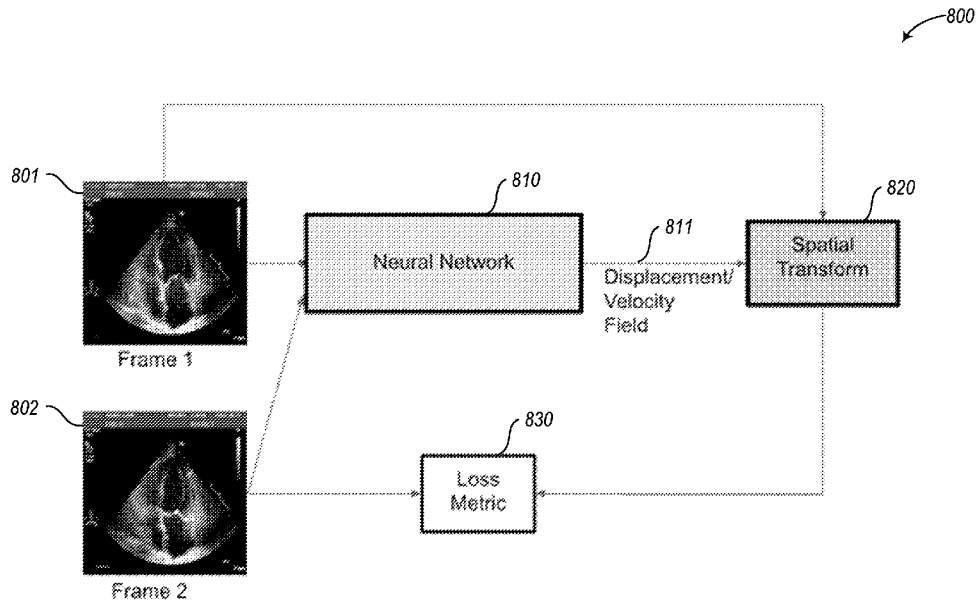 800
801
810
820
811
Neural Network
Spatial
Transform
Displacement/
Velocity
Field
Frame 1
802
830
Loss
Metric
Frame 2